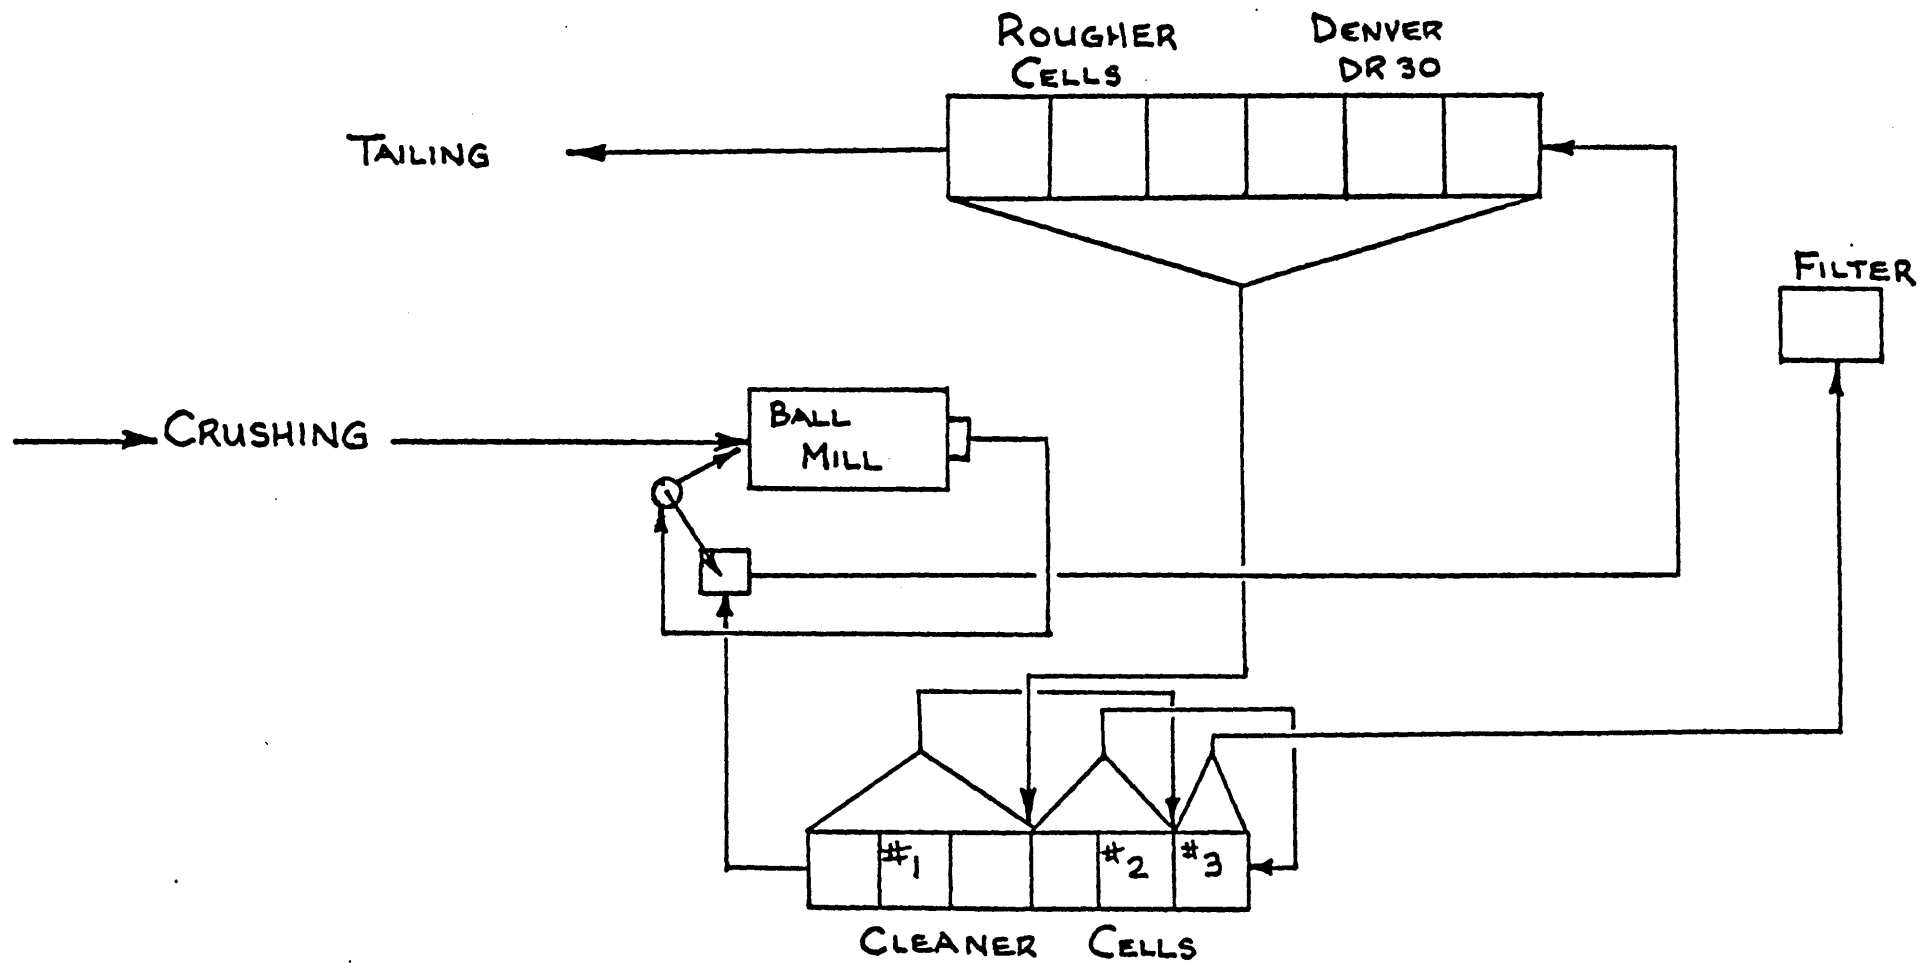 ROUGHER
CELLS
DENVER
DR 30
TAILING
FILTER
CRUSHING
BALL
MILL
#1
#2
#3
CLEANER CELLS